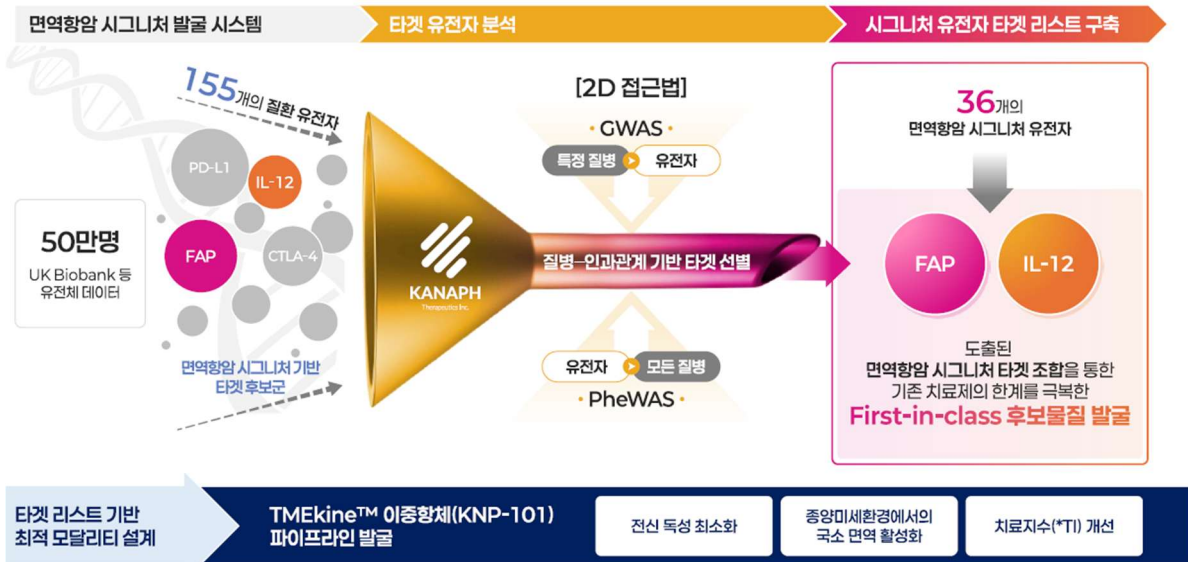 면역항암 시그니처 발굴 시스템
타겟 유전자 분석
시그니처 유전자 타겟 리스트 구축
155개의 질환 유전자
PD-L1
IL-12
FAP
CTLA-4
50만명
UK Biobank 등
유전체 데이터
면역항암 시그니처 기반
타겟 후보군
KANAPH
Therapeutics Inc.
[2D 접근법]
• GWAS •
특정 질병
유전자
질병–인과관계 기반 타겟 선별
유전자
모든 질병
• PheWAS •
36개의
면역항암 시그니처 유전자
FAP
IL-12
도출된
면역항암 시그니처 타겟 조합을 통한
기존 치료제의 한계를 극복한
First-in-class 후보물질 발굴
타겟 리스트 기반
최적 모달리티 설계
TMEkine™ 이중항체(KNP-101)
파이프라인 발굴
전신 독성 최소화
종양미세환경에서의
국소 면역 활성화
치료지수(*TI) 개선